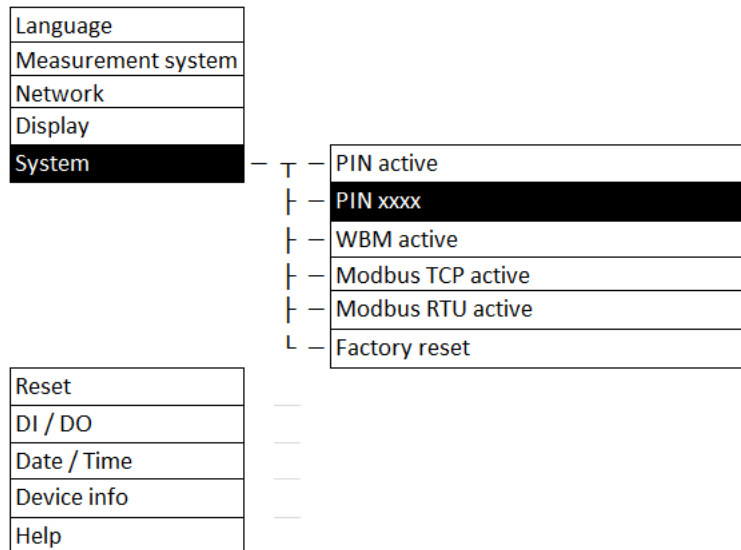 Language
Measurement system
Network
Display
System
PIN active
PIN xxxx
WBM active
Modbus TCP active
Modbus RTU active
Factory reset
Reset
DI / DO
Date / Time
Device info
Help